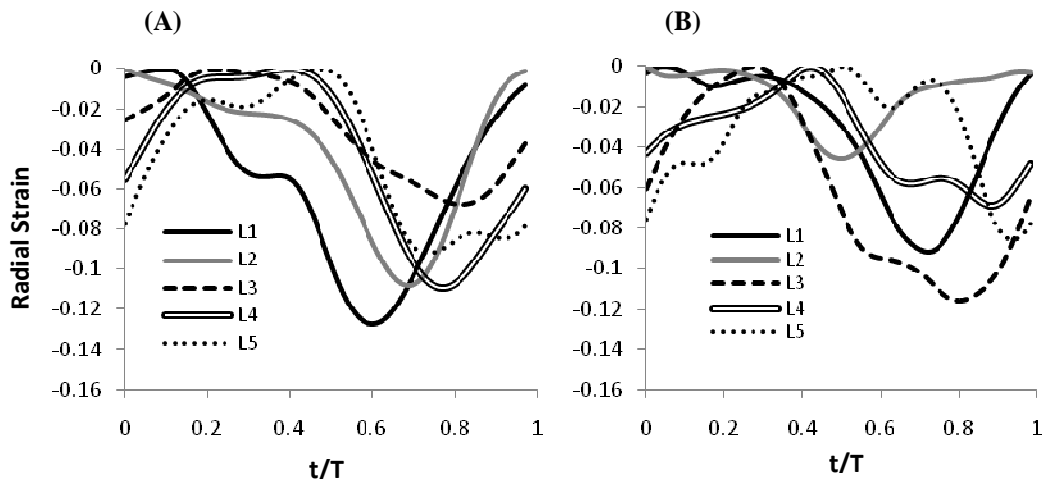 (A)
0
-0.02
-0.04
-0.06
-0.08
-0.1
-0.12
-0.14
-0.16
Radial Strain
L1
L2
L3
L4
L5
0 0.2 0.4 0.6 0.8 1
t/T
(B)
0
-0.02
-0.04
-0.06
-0.08
-0.1
-0.12
-0.14
-0.16
L1
L2
L3
L4
L5
0 0.2 0.4 0.6 0.8 1
t/T